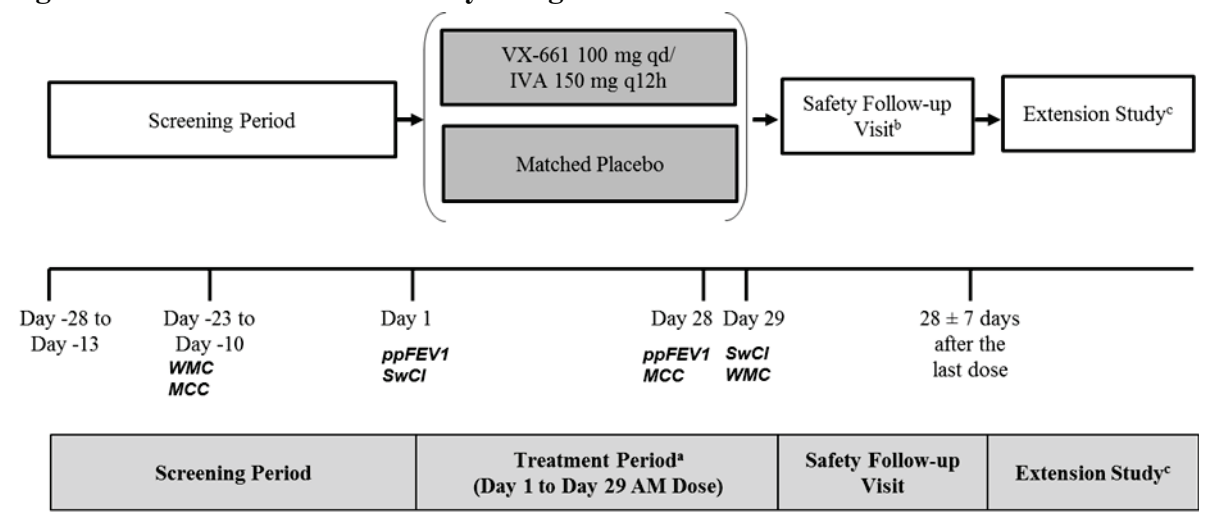 VX-661 100 mg qd/
IVA 150 mg q12h
Screening Period
Safety Follow-up
Visitᵇ
Extension Studyᶜ
Matched Placebo
Day -28 to
Day -13
Day -23 to
Day -10
WMC
MCC
Day 1
ppFEV1
SwCl
Day 28
ppFEV1
MCC
Day 29
SwCl
WMC
28 ± 7 days
after the
last dose
Screening Period
Treatment Periodᵃ
(Day 1 to Day 29 AM Dose)
Safety Follow-up
Visit
Extension Studyᶜ